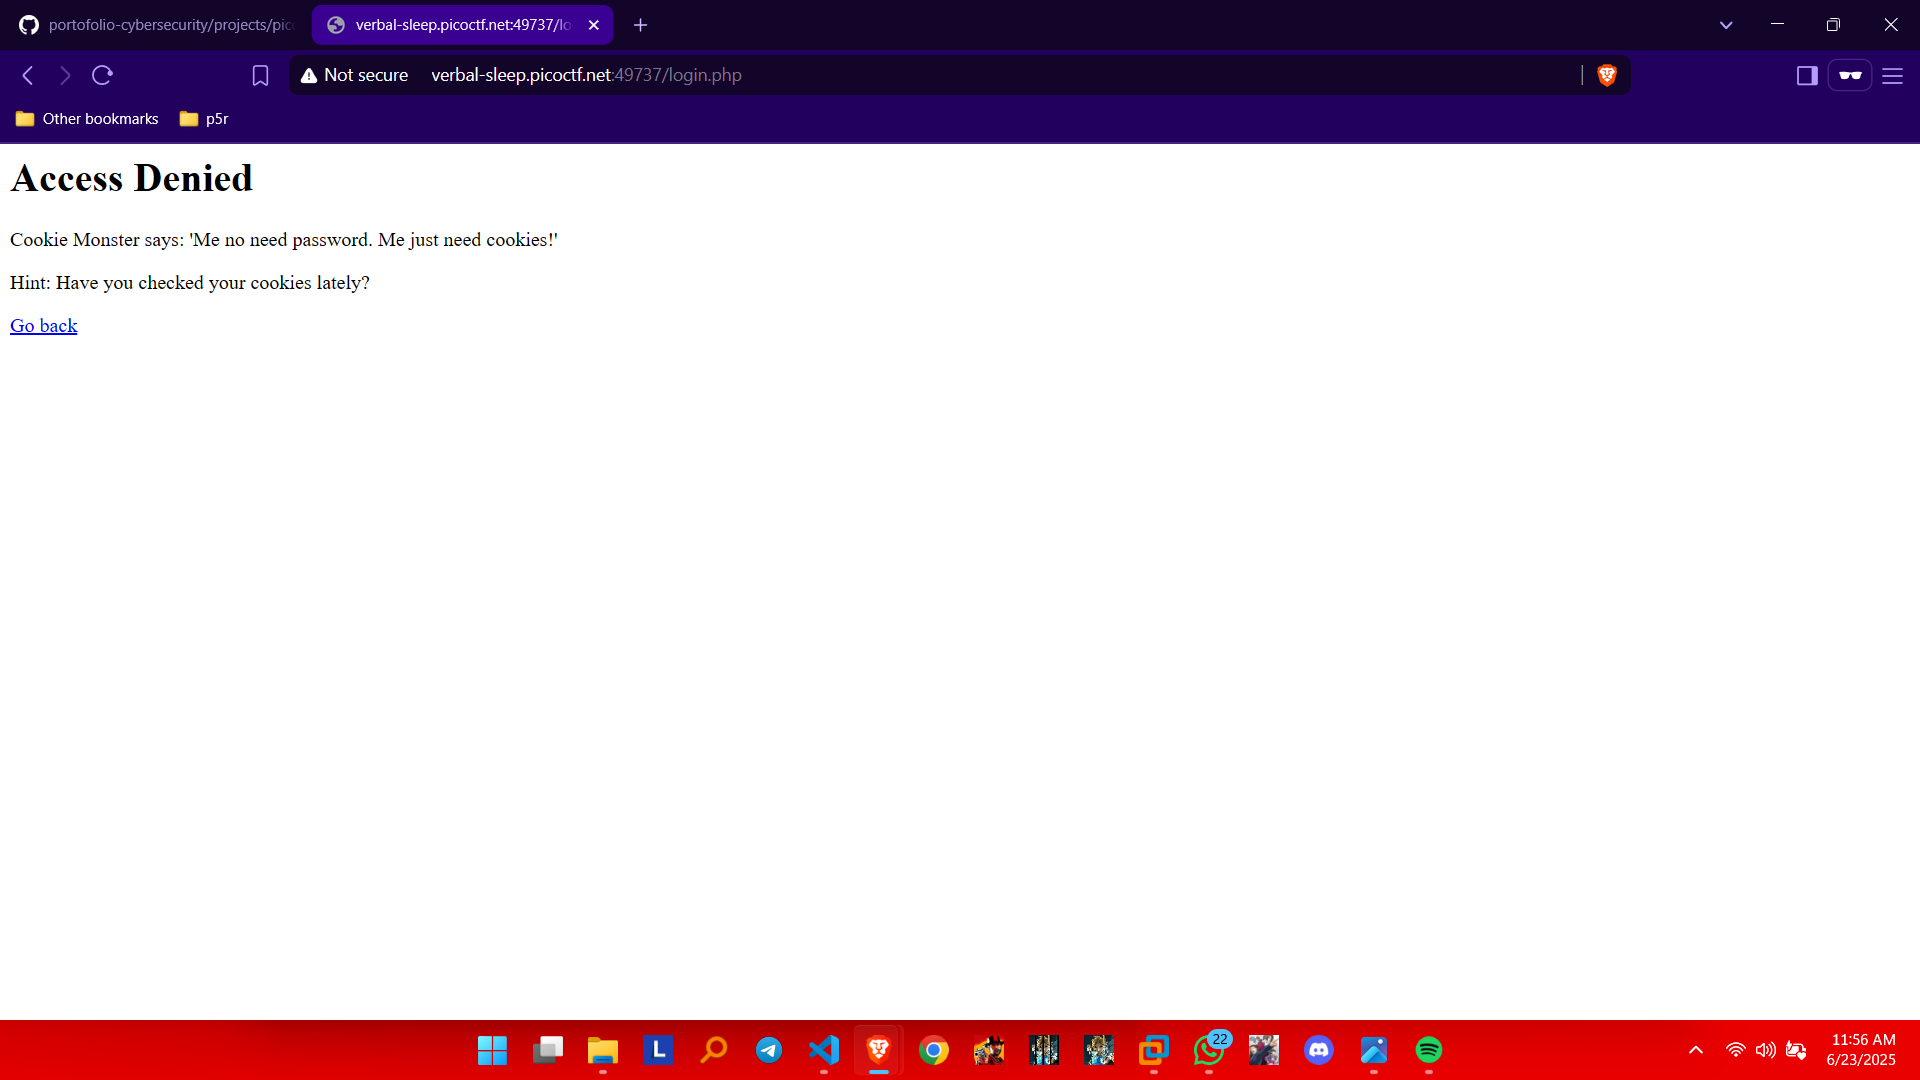 portofolio-cybersecurity/projects/pic
verbal-sleep.picoctf.net:49737/lo
Not secure verbal-sleep.picoctf.net:49737/login.php
Other bookmarks p5r
Access Denied
Cookie Monster says: 'Me no need password. Me just need cookies!'
Hint: Have you checked your cookies lately?
Go back
L
22
11:56 AM
6/23/2025